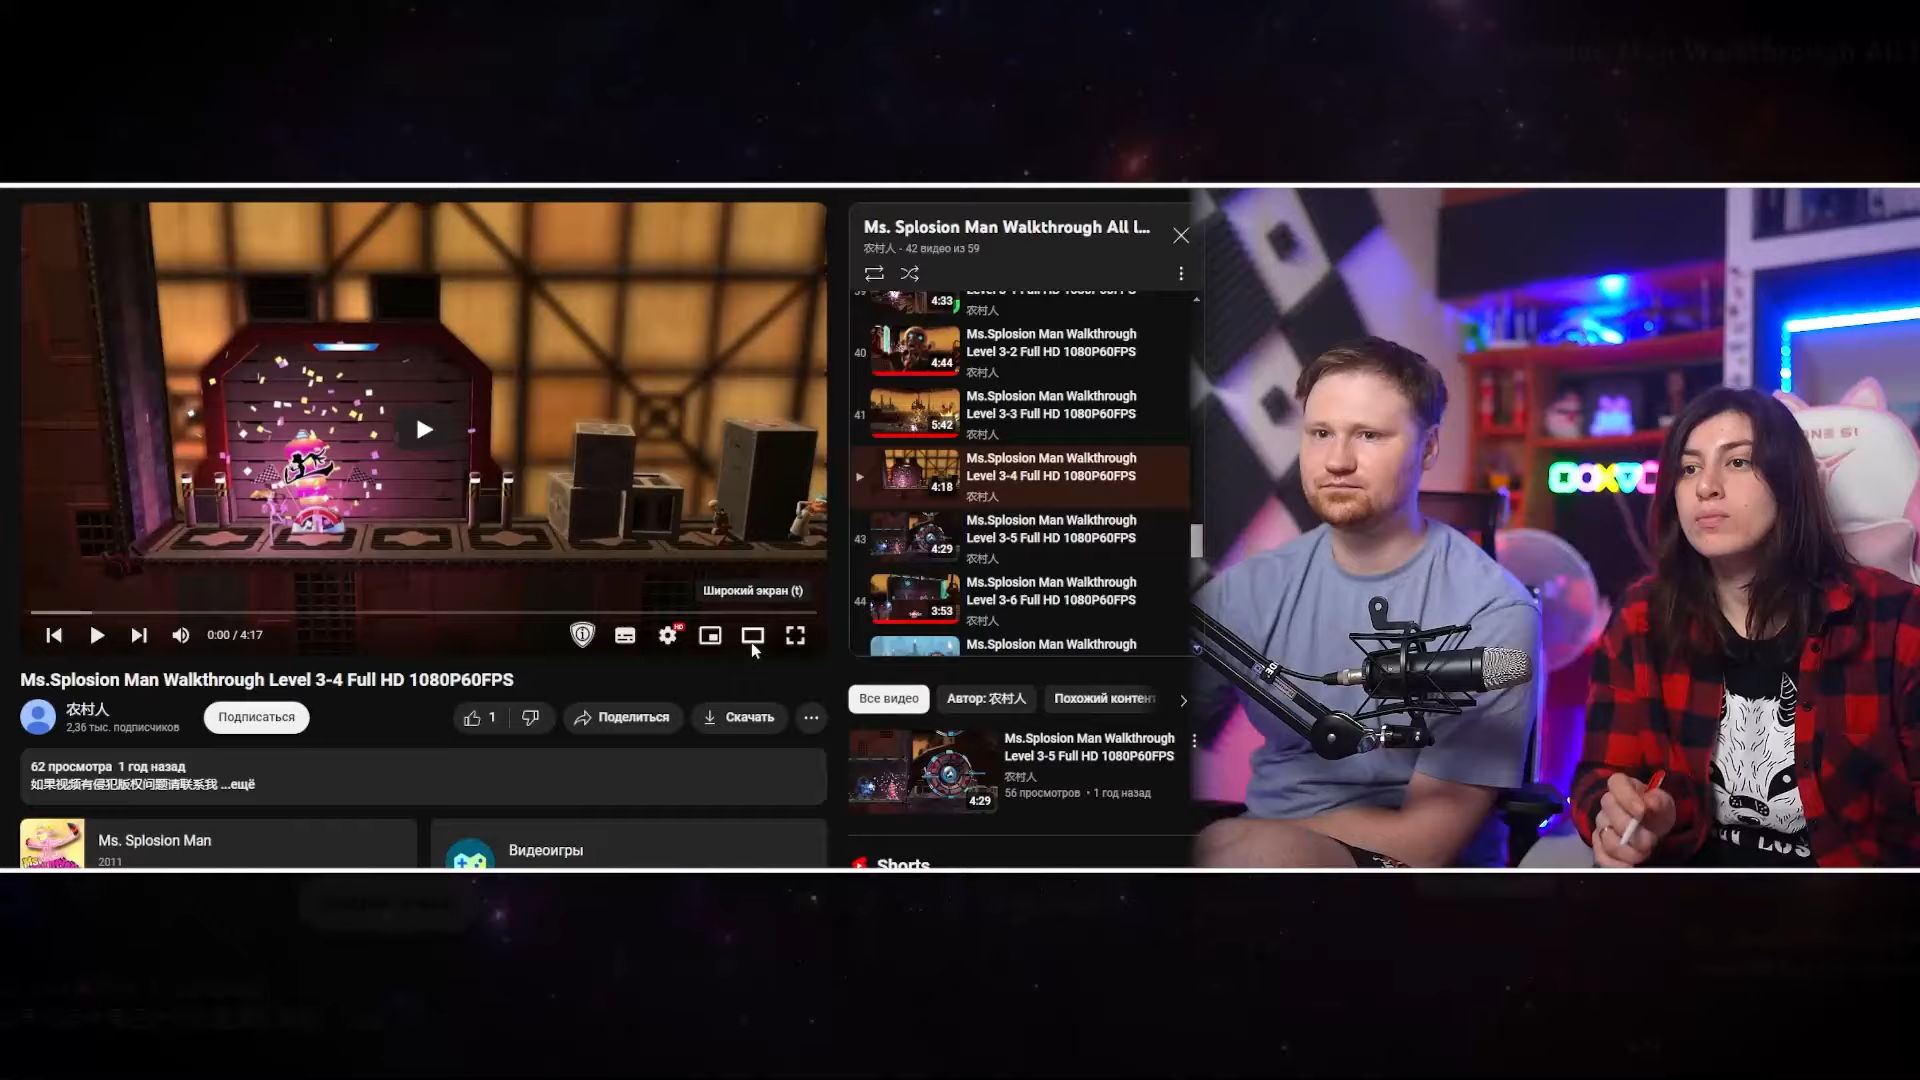 Широкий экран (t)
0:00 / 4:17
HD
Ms.Splosion Man Walkthrough Level 3-4 Full HD 1080P60FPS
农村人
2,36 тыс. подписчиков
Подписаться
1
Поделиться
Скачать
62 просмотра 1 год назад
如果视频有侵犯版权问题请联系我 ...ещё
Ms. Splosion Man
2011
Видеоигры
Ms. Splosion Man Walkthrough All l...
农村人 - 42 видео из 59
4:33
农村人
40
4:44
Ms.Splosion Man Walkthrough
Level 3-2 Full HD 1080P60FPS
农村人
41
5:42
Ms.Splosion Man Walkthrough
Level 3-3 Full HD 1080P60FPS
农村人
4:18
Ms.Splosion Man Walkthrough
Level 3-4 Full HD 1080P60FPS
农村人
43
4:29
Ms.Splosion Man Walkthrough
Level 3-5 Full HD 1080P60FPS
农村人
44
3:53
Ms.Splosion Man Walkthrough
Level 3-6 Full HD 1080P60FPS
农村人
Ms.Splosion Man Walkthrough
Все видео
Автор: 农村人
Похожий контент
4:29
Ms.Splosion Man Walkthrough
Level 3-5 Full HD 1080P60FPS
农村人
56 просмотров • 1 год назад
Shorts